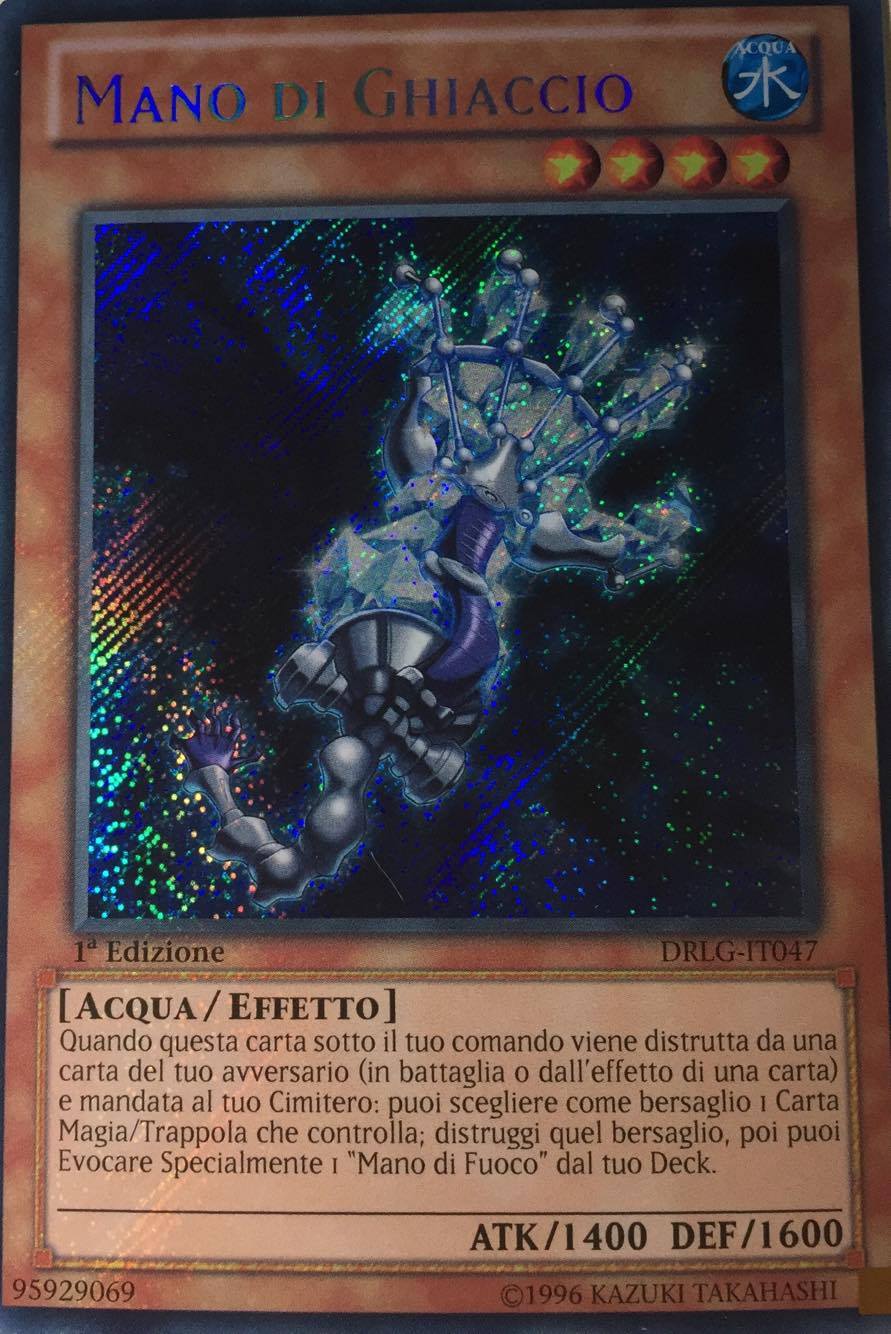 Mano di Ghiaccio
ACQUA
水
1ª Edizione
DRLG-IT047
[Acqua/Effetto]
Quando questa carta sotto il tuo comando viene distrutta da una
carta del tuo avversario (in battaglia o dall'effetto di una carta)
e mandata al tuo Cimitero: puoi scegliere come bersaglio 1 Carta
Magia/Trappola che controlla; distruggi quel bersaglio, poi puoi
Evocare Specialmente 1 "Mano di Fuoco" dal tuo Deck.
ATK/1400 DEF/1600
95929069
©1996 KAZUKI TAKAHASHI